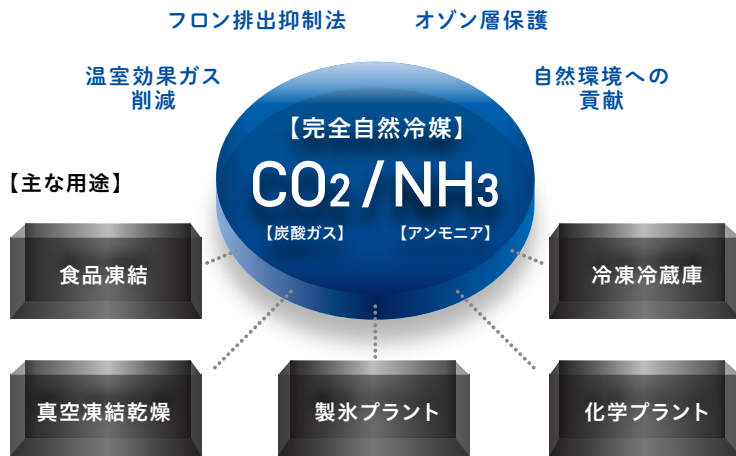 フロン排出抑制法
オゾン層保護
温室効果ガス
削減
自然環境への
貢献
【完全自然冷媒】
CO2/NH3
【炭酸ガス】
【アンモニア】
【主な用途】
食品凍結
冷凍冷蔵庫
真空凍結乾燥
製氷プラント
化学プラント